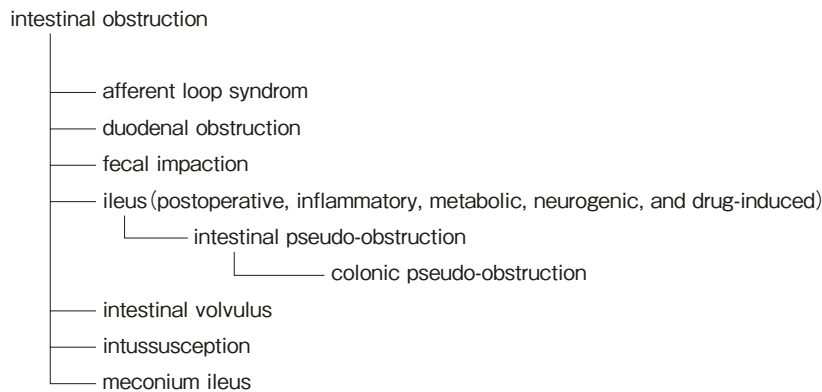 intestinal obstruction
afferent loop syndrom
duodenal obstruction
fecal impaction
ileus(postoperative, inflammatory, metabolic, neurogenic, and drug-induced)
intestinal pseudo-obstruction
colonic pseudo-obstruction
intestinal volvulus
intussusception
meconium ileus